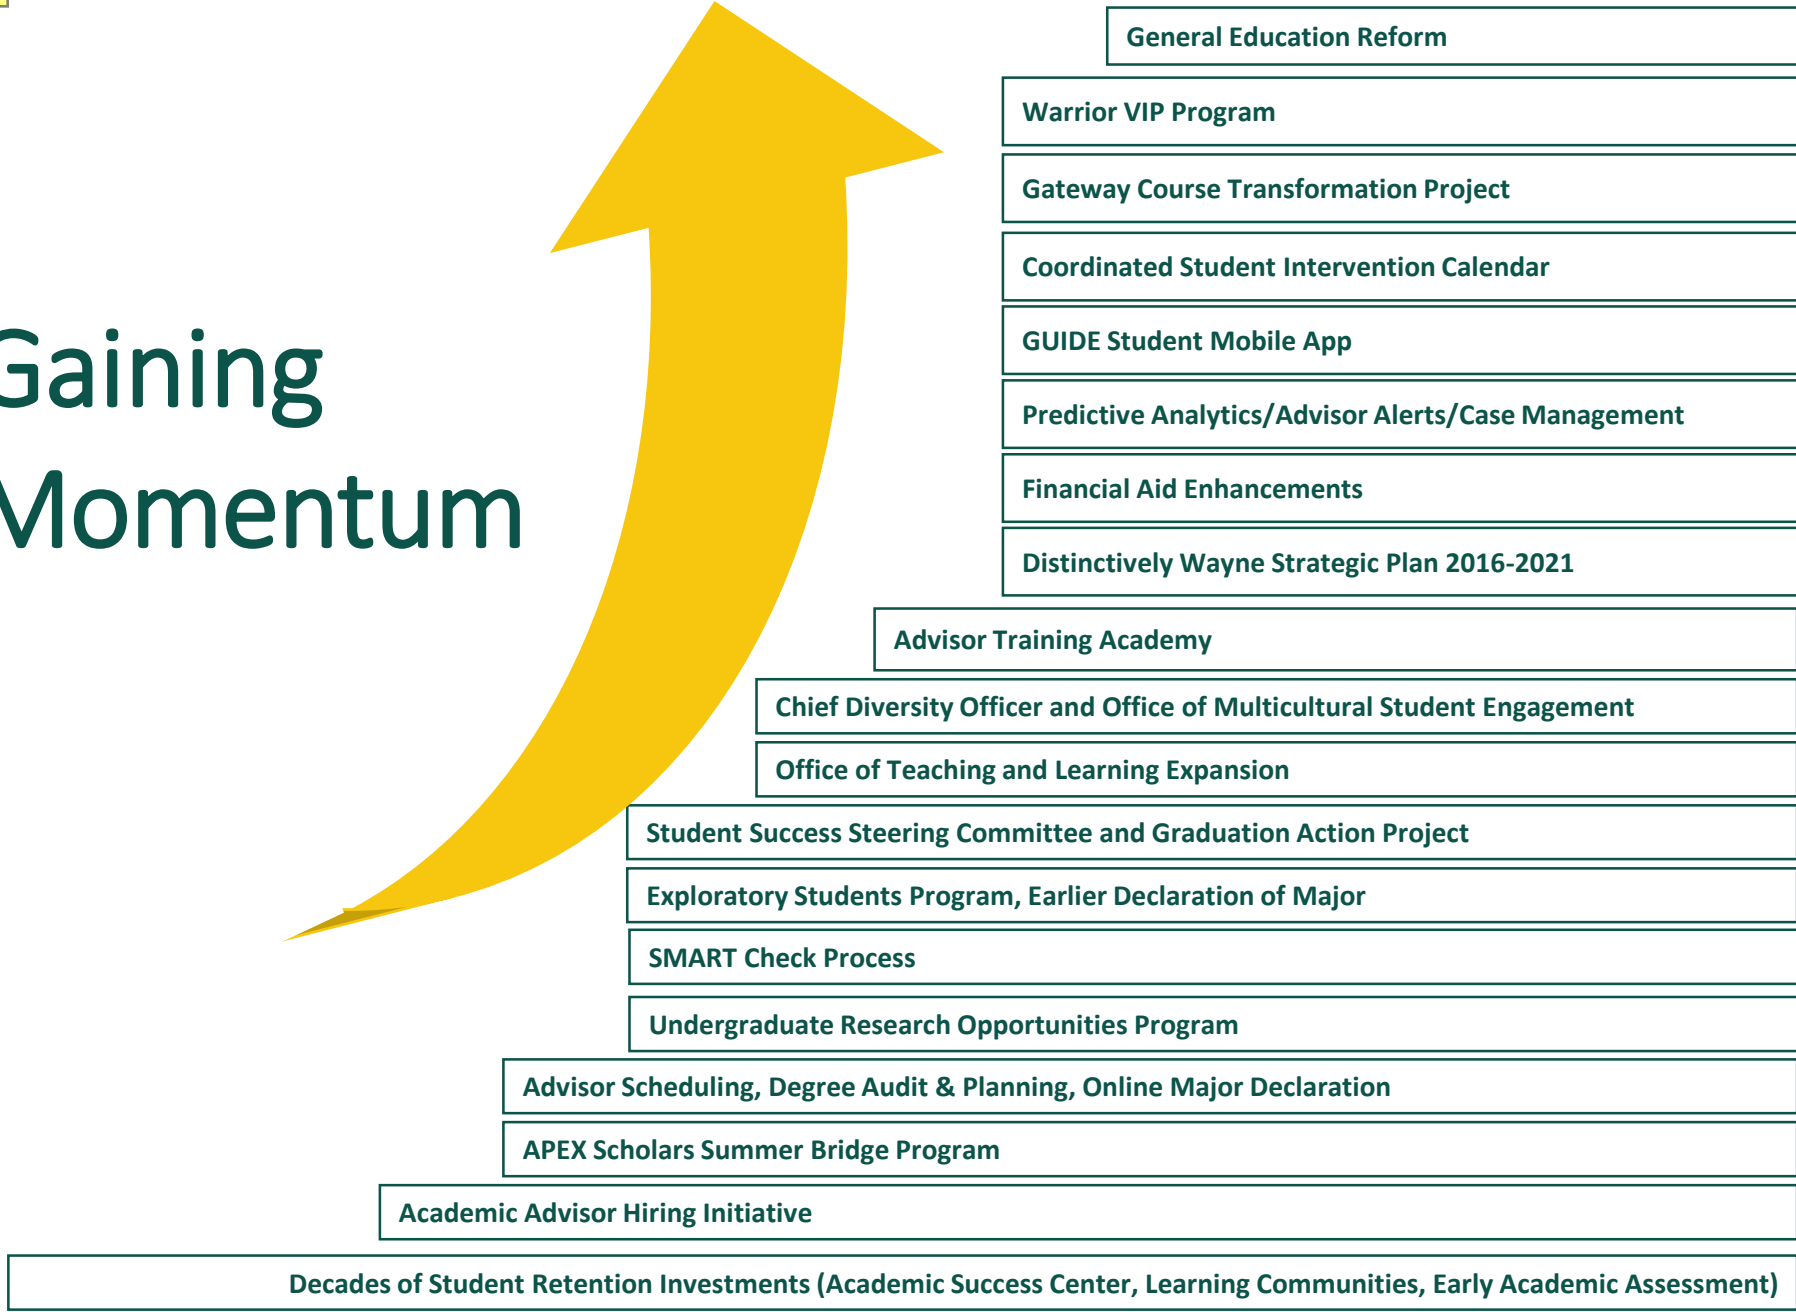 Gaining
Momentum
General Education Reform
Warrior VIP Program
Gateway Course Transformation Project
Coordinated Student Intervention Calendar
GUIDE Student Mobile App
Predictive Analytics/Advisor Alerts/Case Management
Financial Aid Enhancements
Distinctively Wayne Strategic Plan 2016-2021
Advisor Training Academy
Chief Diversity Officer and Office of Multicultural Student Engagement
Office of Teaching and Learning Expansion
Student Success Steering Committee and Graduation Action Project
Exploratory Students Program, Earlier Declaration of Major
SMART Check Process
Undergraduate Research Opportunities Program
Advisor Scheduling, Degree Audit & Planning, Online Major Declaration
APEX Scholars Summer Bridge Program
Academic Advisor Hiring Initiative
Decades of Student Retention Investments (Academic Success Center, Learning Communities, Early Academic Assessment)